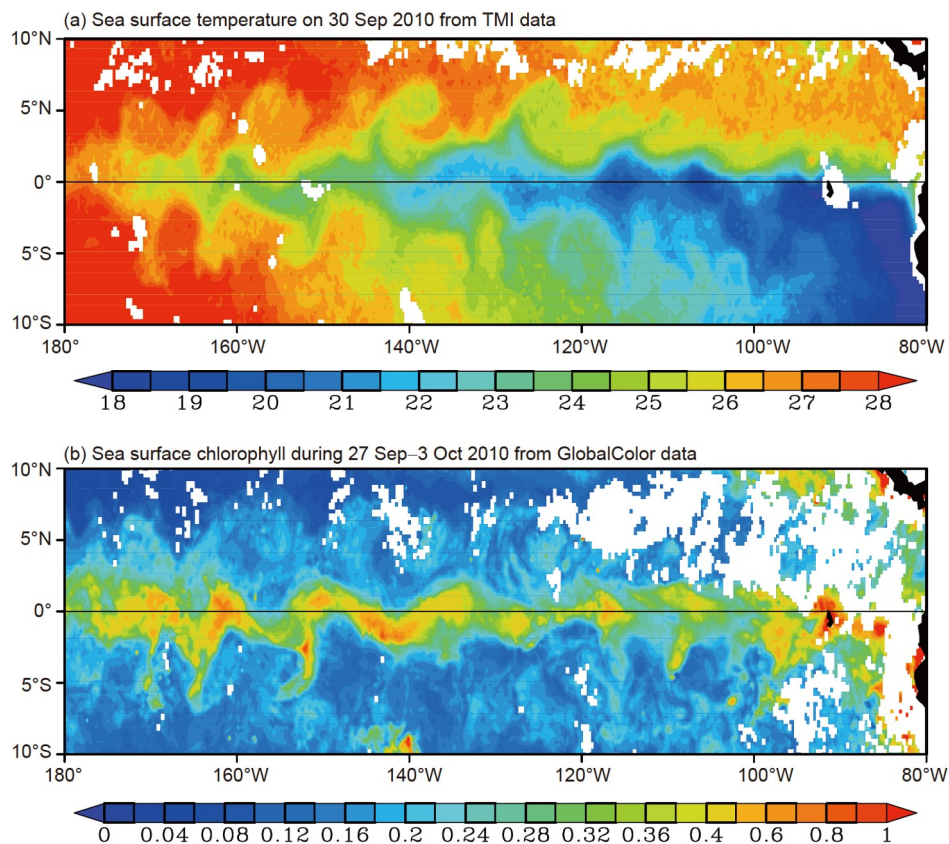 (a) Sea surface temperature on 30 Sep 2010 from TMI data
10°N
5°N
0°
5°S
10°S
180° 160°W 140°W 120°W 100°W 80°W
18 19 20 21 22 23 24 25 26 27 28
(b) Sea surface chlorophyll during 27 Sep–3 Oct 2010 from GlobalColor data
10°N
5°N
0°
5°S
10°S
180° 160°W 140°W 120°W 100°W 80°W
0 0.04 0.08 0.12 0.16 0.2 0.24 0.28 0.32 0.36 0.4 0.6 0.8 1